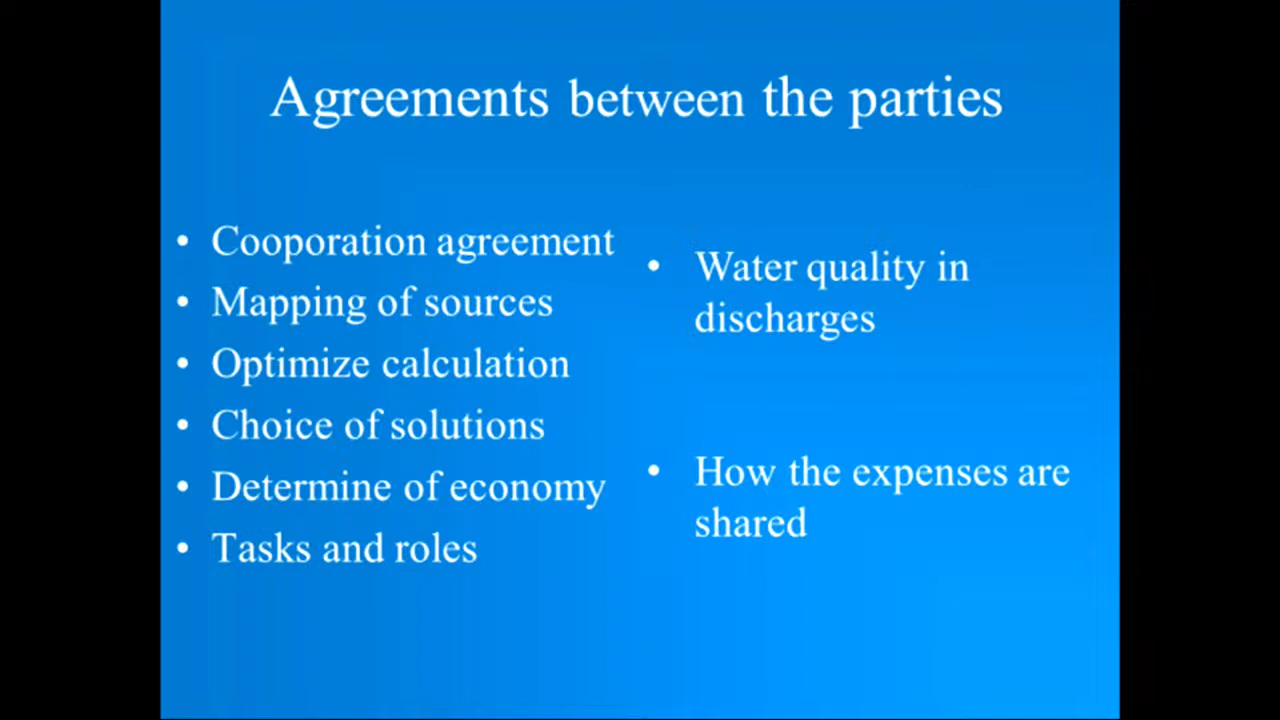 Agreements between the parties
• Cooporation agreement
• Mapping of sources
• Optimize calculation
• Choice of solutions
• Determine of economy
• Tasks and roles
• Water quality in
discharges
• How the expenses are
shared